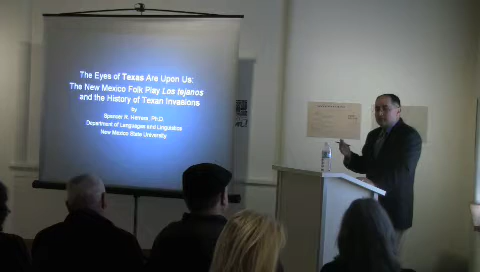 The Eyes of Texas Are Upon Us:
The New Mexico Folk Play Los tejanos
and the History of Texan Invasions
By
Spencer R. Herrera, Ph.D.
Department of Languages and Linguistics
New Mexico State University